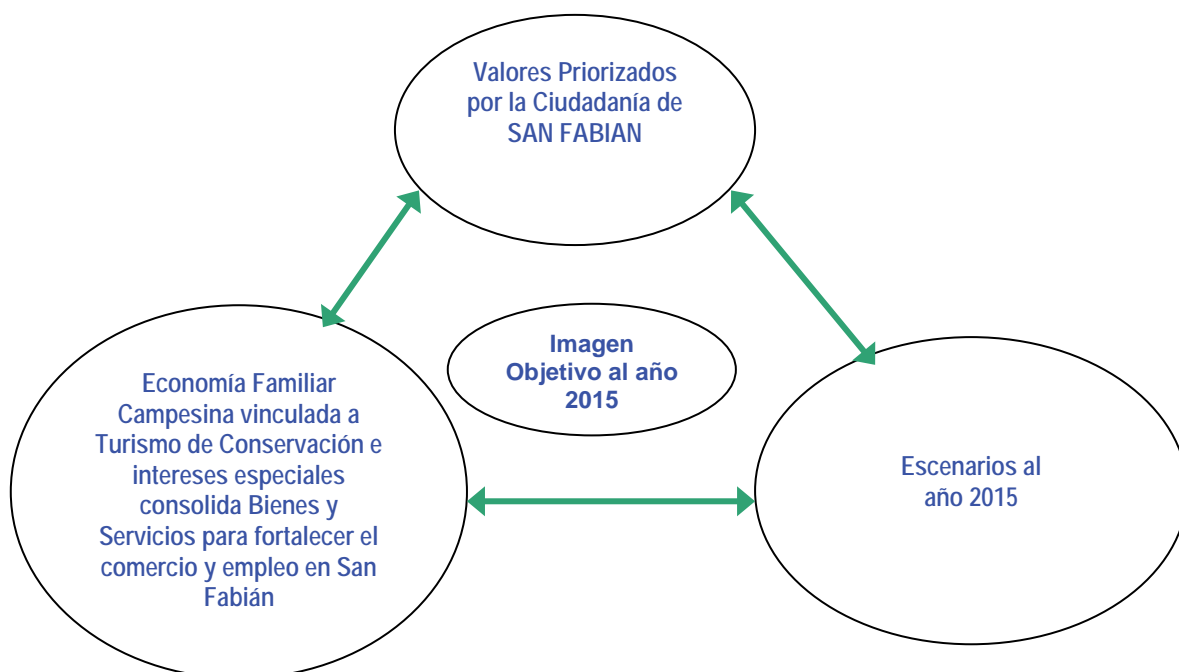 Valores Priorizados
por la Ciudadanía de
SAN FABIAN
Imagen
Objetivo al año
2015
Economía Familiar
Campesina vinculada a
Turismo de Conservación e
intereses especiales
consolida Bienes y
Servicios para fortalecer el
comercio y empleo en San
Fabián
Escenarios al
año 2015